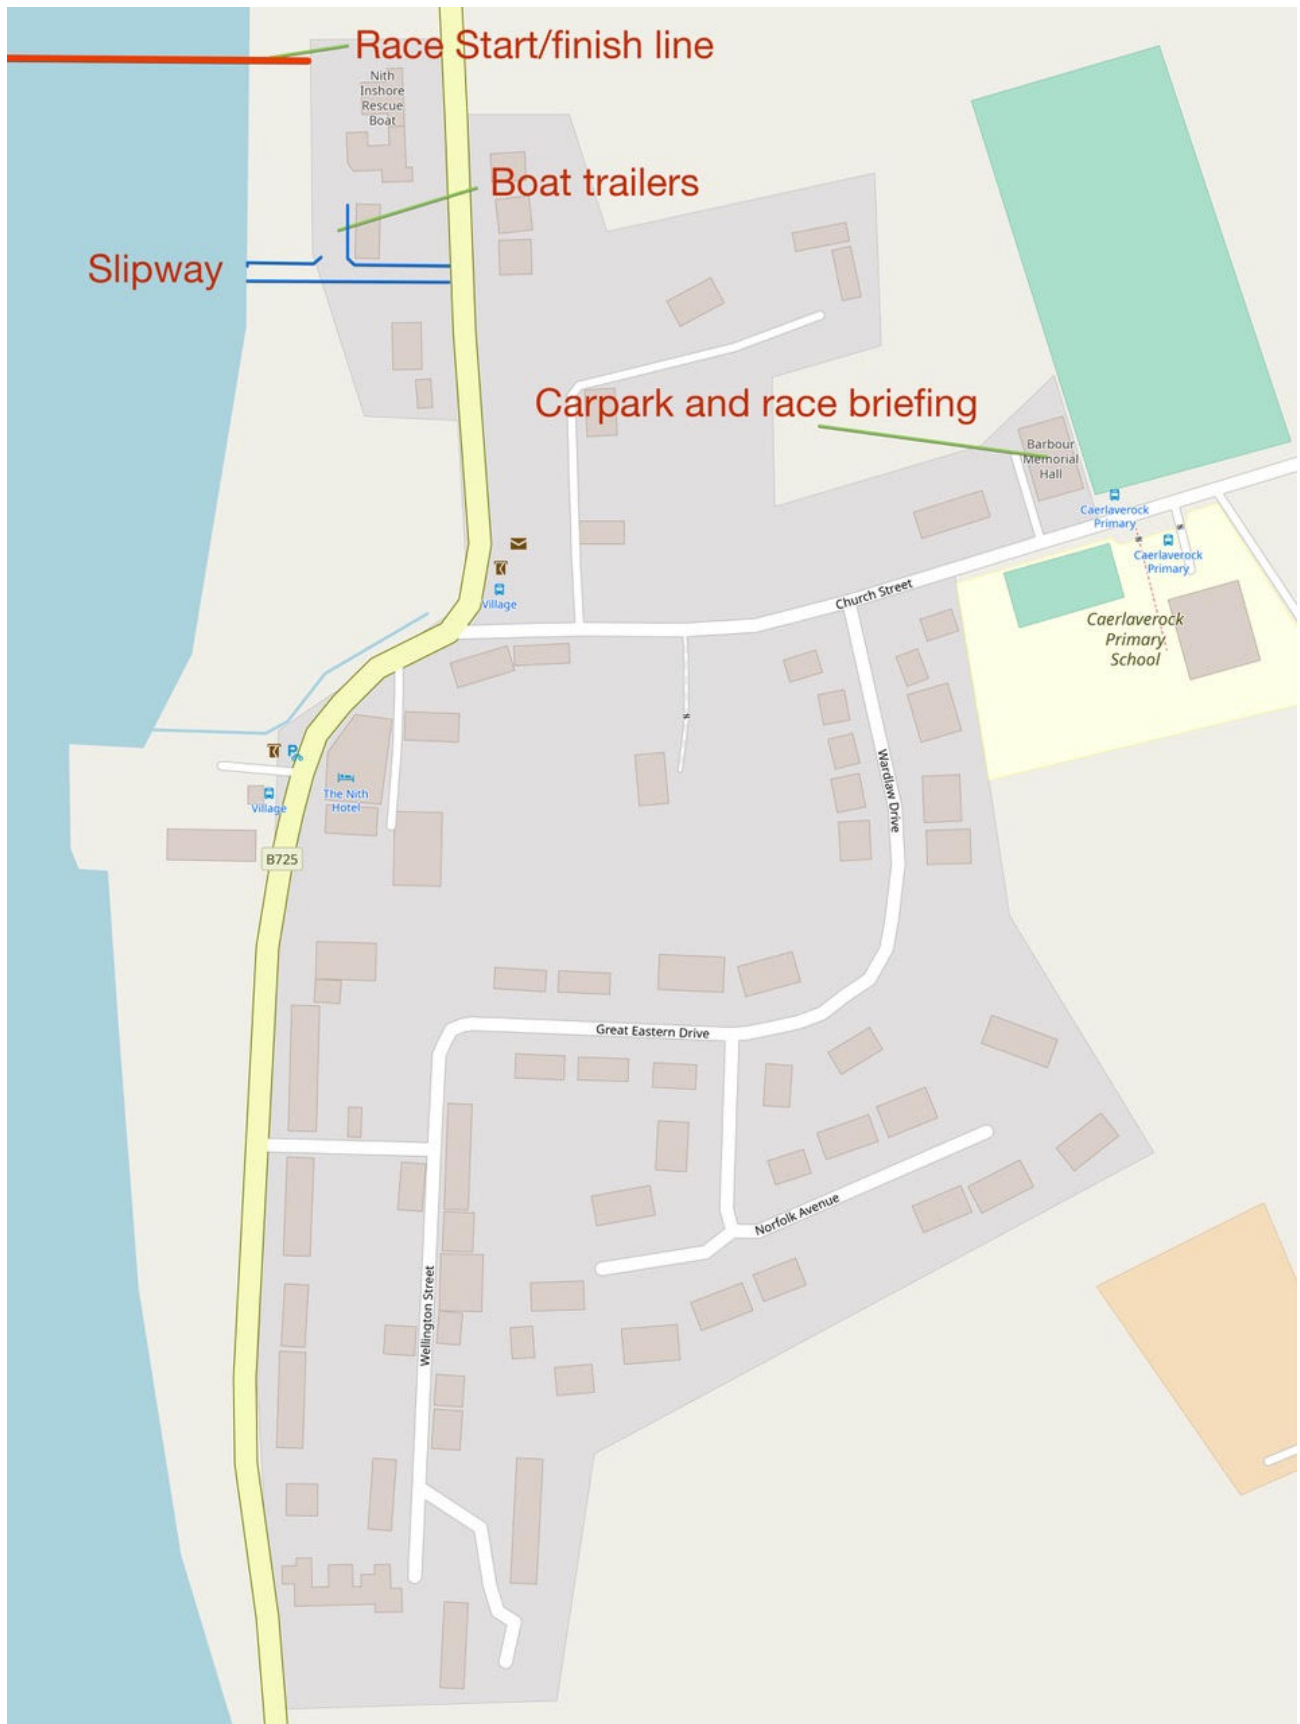 Race Start/finish line
Nith
Inshore
Rescue
Boat
Boat trailers
Slipway
Carpark and race briefing
Barbour
Memorial
Hall
Caerlaverock
Primary
Caerlaverock
Primary
Village
Church Street
Caerlaverock
Primary
School
Wardlaw Drive
The Nith
Hotel
Village
B725
Great Eastern Drive
Norfolk Avenue
Wellington Street